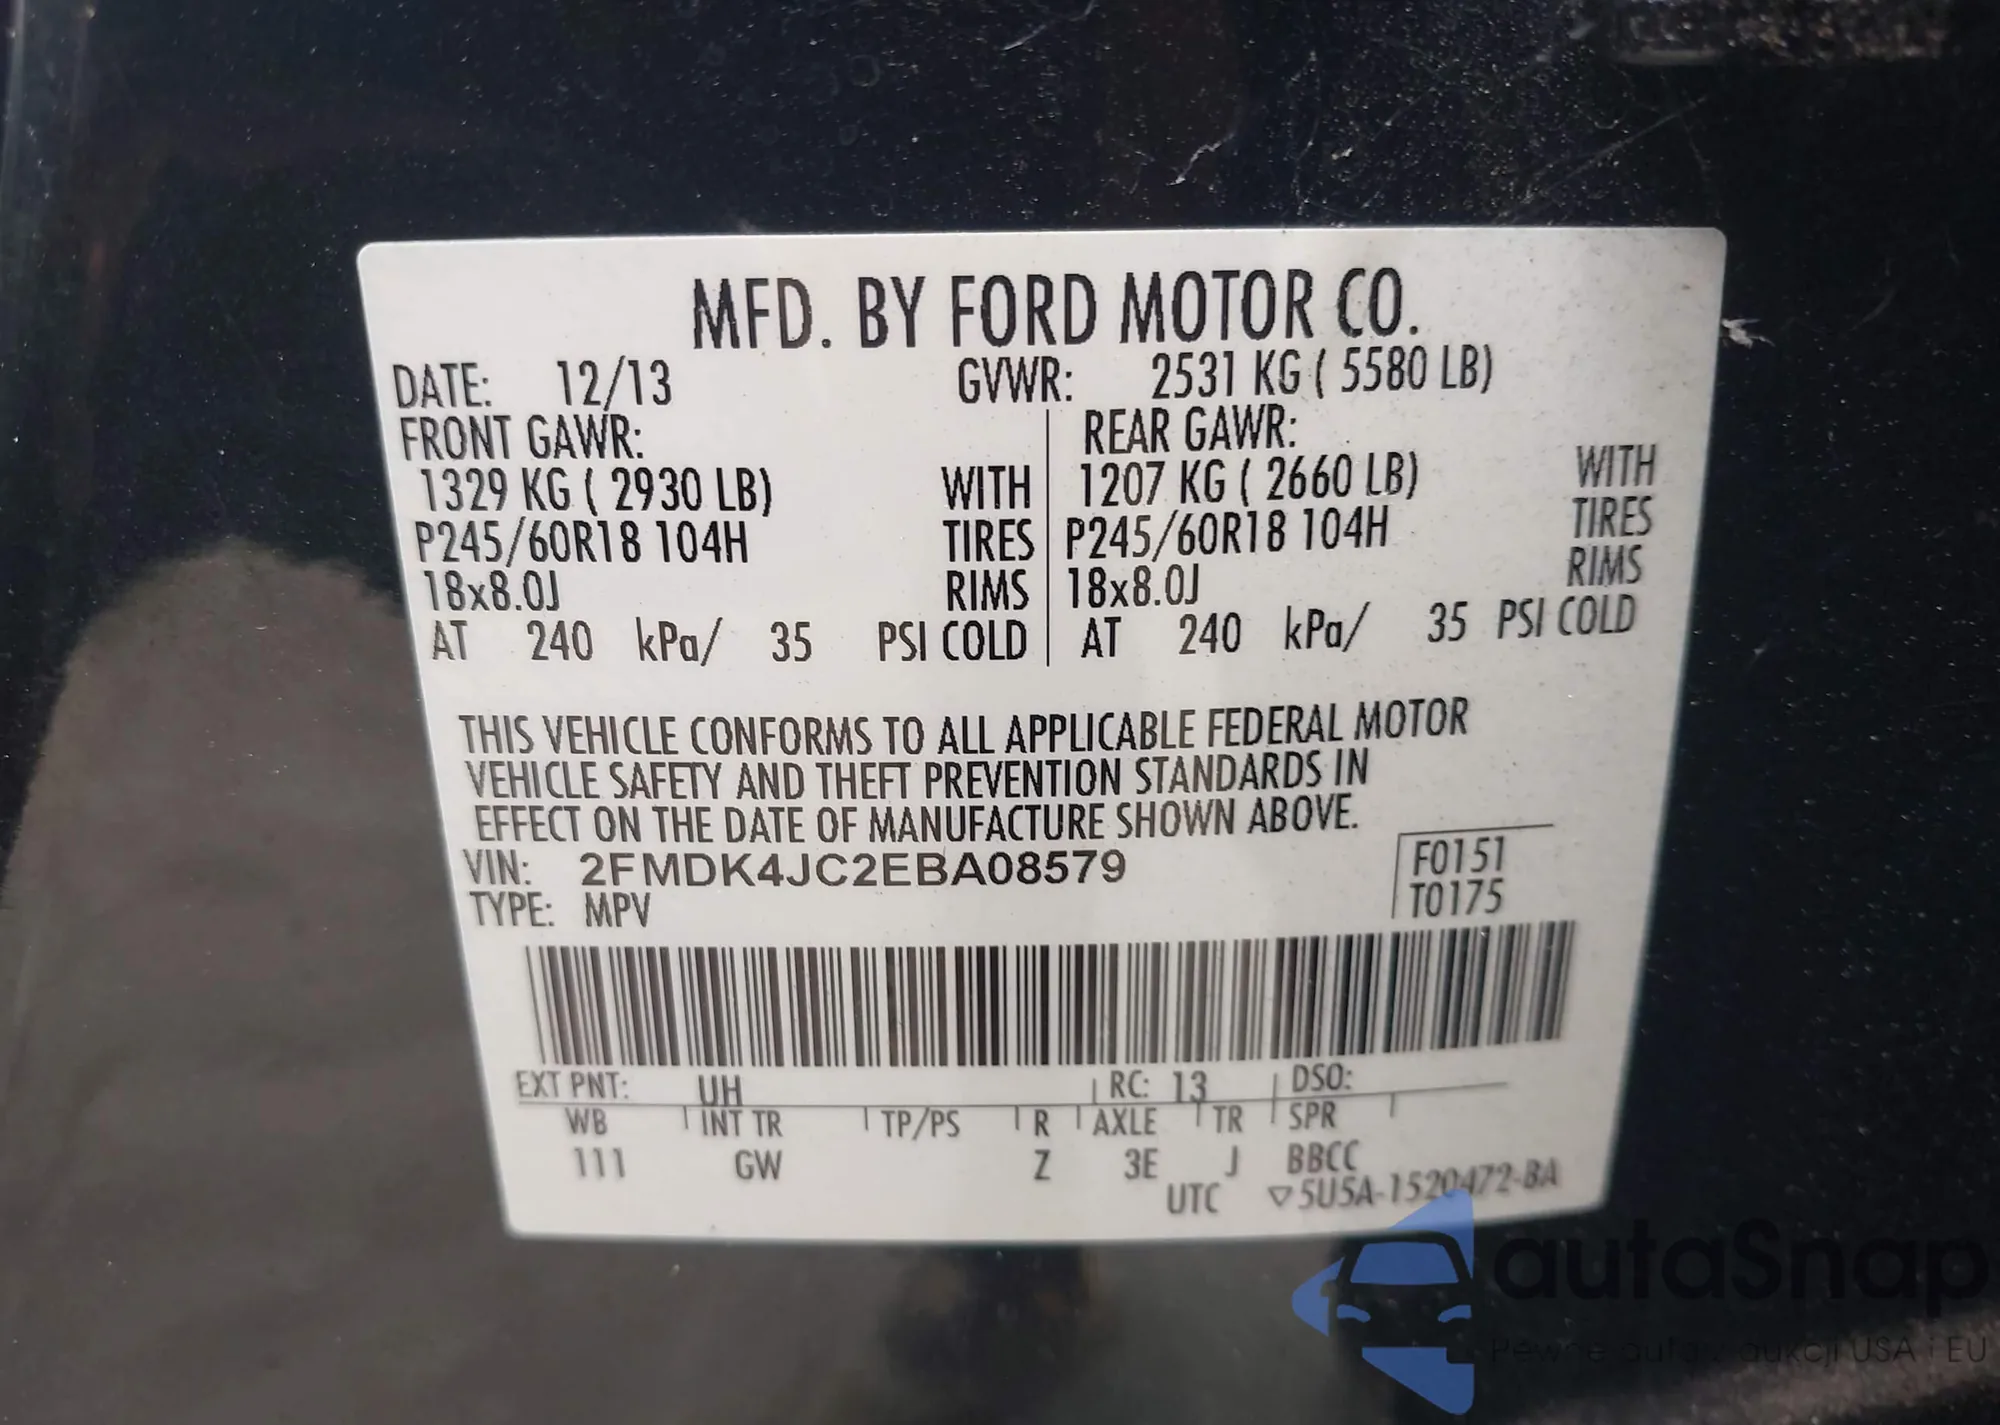 MFD. BY FORD MOTOR CO.
DATE: 12/13 GVWR: 2531 KG ( 5580 LB)
FRONT GAWR: REAR GAWR:
1329 KG ( 2930 LB) WITH 1207 KG ( 2660 LB) WITH
P245/60R18 104H TIRES P245/60R18 104H TIRES
18x8.0J RIMS 18x8.0J RIMS
AT 240 kPa/ 35 PSI COLD AT 240 kPa/ 35 PSI COLD
THIS VEHICLE CONFORMS TO ALL APPLICABLE FEDERAL MOTOR
VEHICLE SAFETY AND THEFT PREVENTION STANDARDS IN
EFFECT ON THE DATE OF MANUFACTURE SHOWN ABOVE.
VIN: 2FMDK4JC2EBA08579 F0151
TYPE: MPV T0175
EXT PNT: UH RC: 13 DSO:
WB INT TR TP/PS R AXLE TR SPR
111 GW Z 3E J BBCC
UTC ▽5U5A-1520472-BA
autaSnap
Pewne auta z aukcji USA i EU